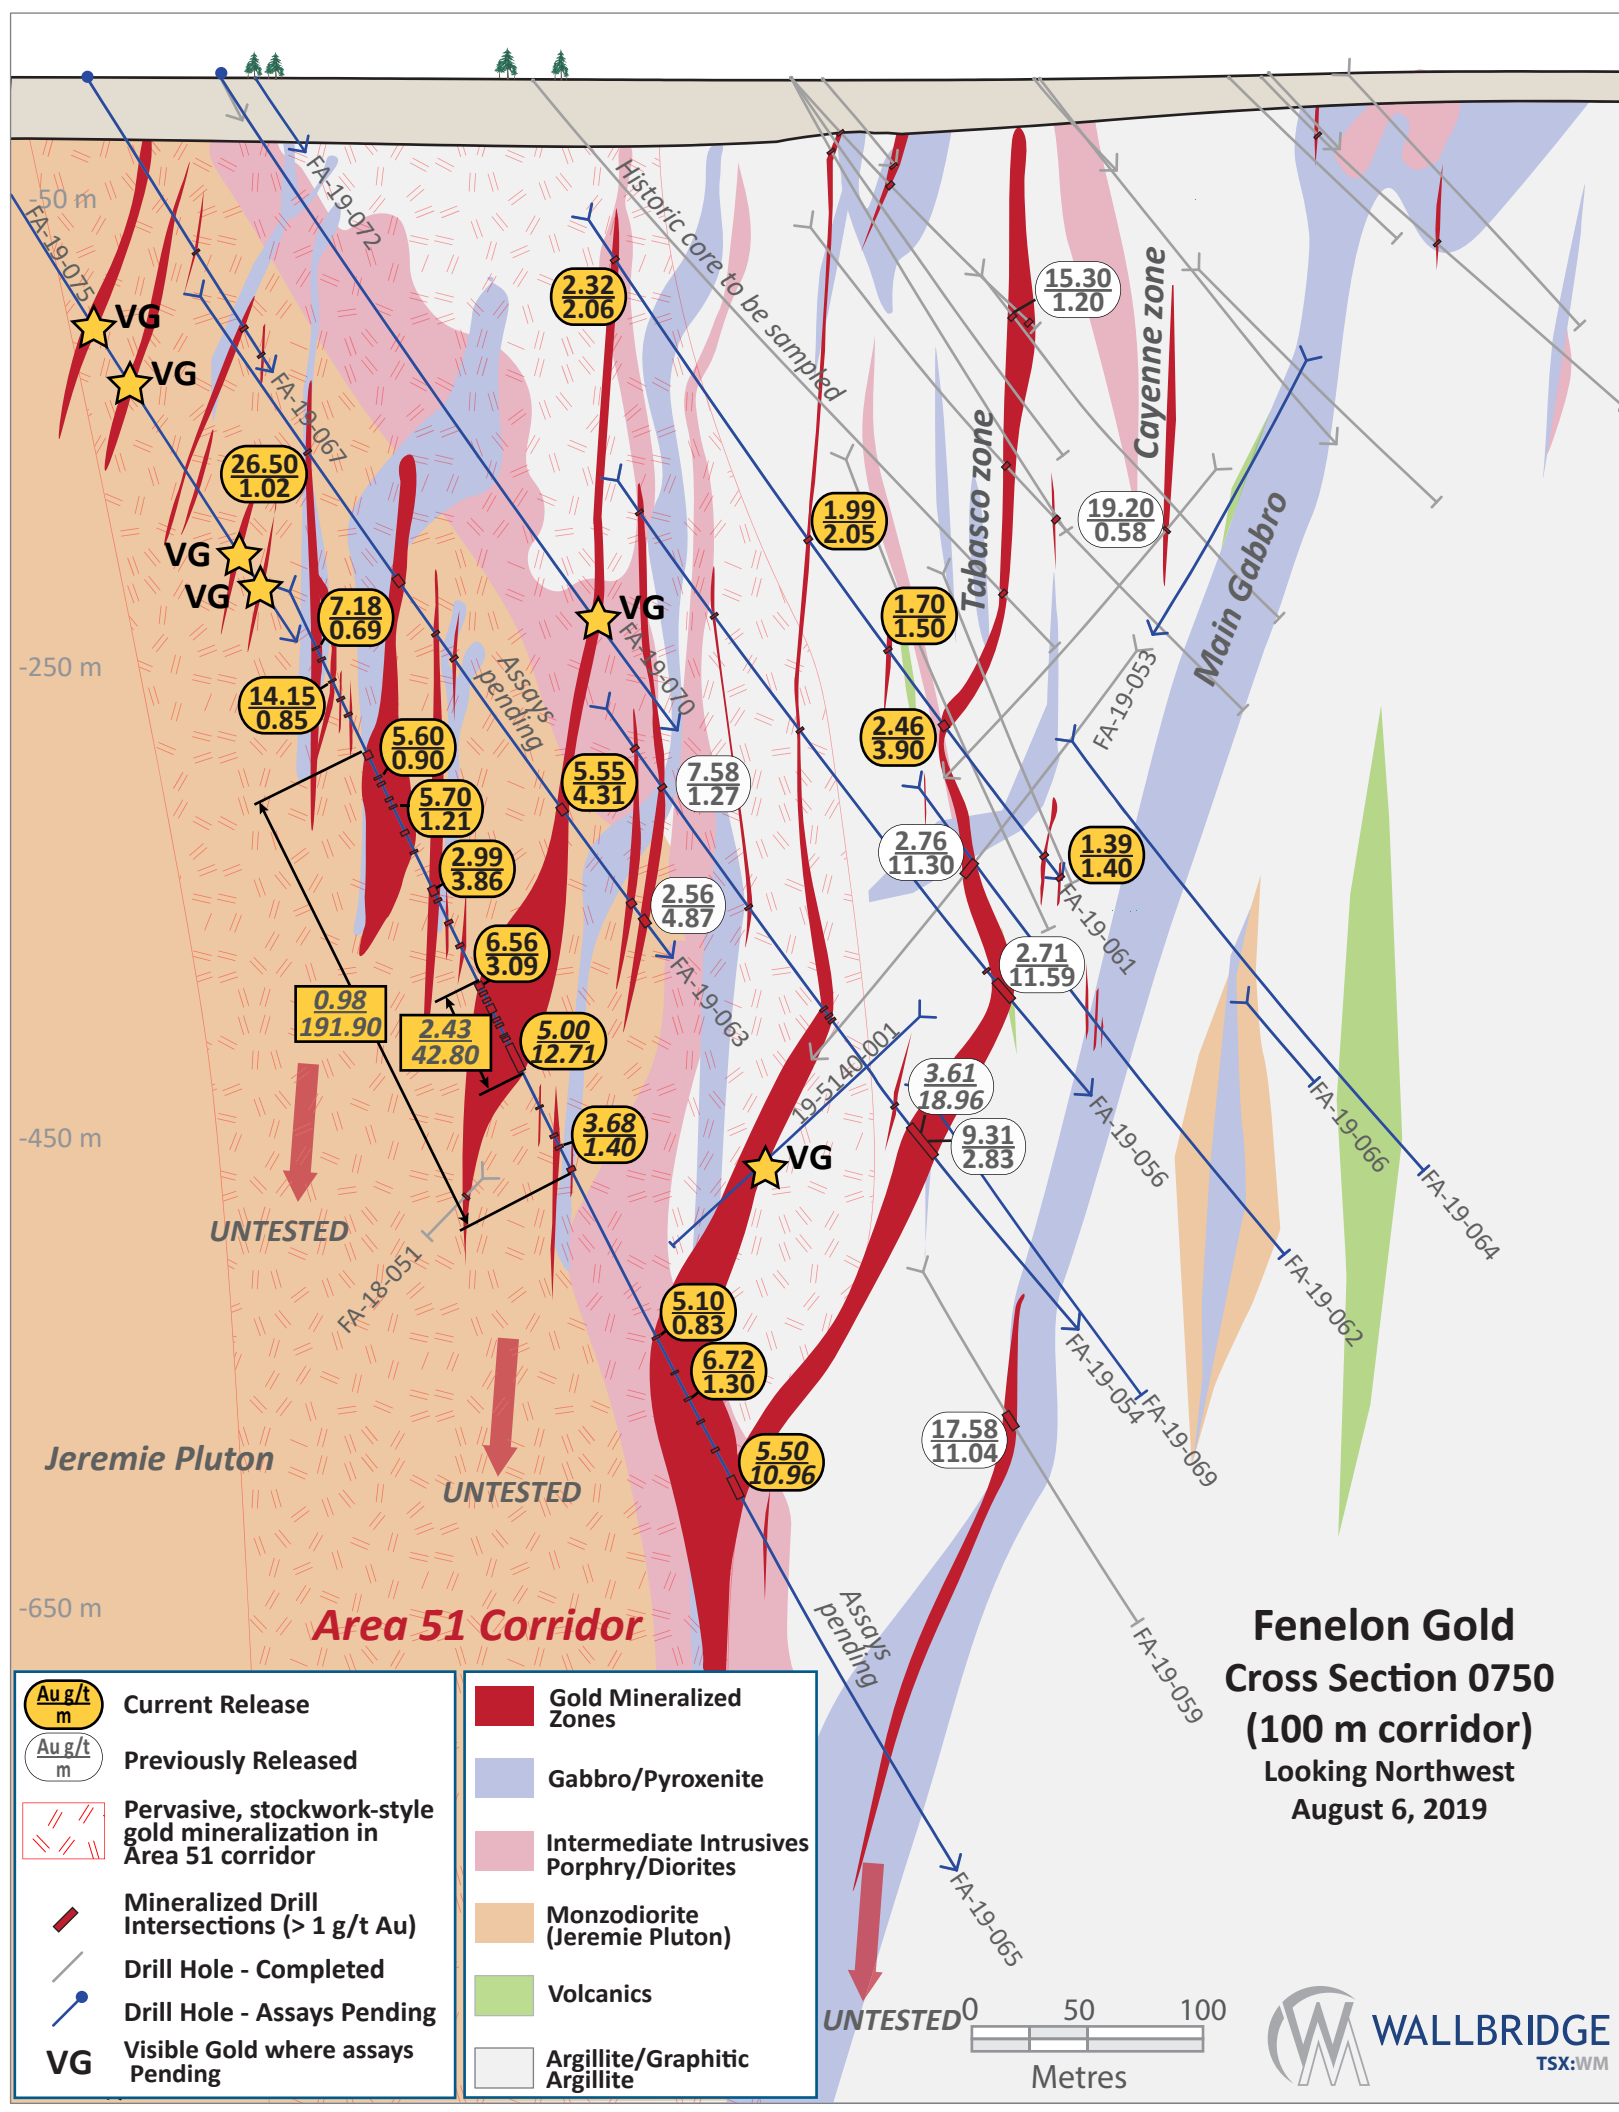 -50 m
FA-19-075
FA-19-072
Historic core to be sampled
VG
VG
2.32
2.06
15.30
1.20
Cayenne zone
FA-19-067
26.50
1.02
1.99
2.05
Tabasco zone
19.20
0.58
Main Gabbro
VG
VG
7.18
0.69
VG
FA-19-070
1.70
1.50
-250 m
Assays
pending
FA-19-053
14.15
0.85
5.60
0.90
2.46
3.90
5.55
4.31
7.58
1.27
5.70
1.21
2.76
11.30
1.39
1.40
2.99
3.86
2.56
4.87
FA-19-061
6.56
3.09
2.71
11.59
FA-19-063
0.98
191.90
2.43
42.80
5.00
12.71
19-5140-001
3.61
18.96
FA-19-066
-450 m
3.68
1.40
9.31
2.83
FA-19-056
VG
FA-19-064
UNTESTED
FA-18-051
FA-19-062
5.10
0.83
6.72
1.30
FA-19-054
FA-19-069
Jeremie Pluton
17.58
11.04
5.50
10.96
UNTESTED
-650 m
Area 51 Corridor
Assays
pending
FA-19-059
Fenelon Gold
Cross Section 0750
(100 m corridor)
Looking Northwest
August 6, 2019
FA-19-065
UNTESTED
Au g/t
m
Current Release
Au g/t
m
Previously Released
Pervasive, stockwork-style
gold mineralization in
Area 51 corridor
Mineralized Drill
Intersections (> 1 g/t Au)
Drill Hole - Completed
Drill Hole - Assays Pending
VG
Visible Gold where assays
Pending
Gold Mineralized
Zones
Gabbro/Pyroxenite
Intermediate Intrusives
Porphry/Diorites
Monzodiorite
(Jeremie Pluton)
Volcanics
Argillite/Graphitic
Argillite
0 50 100
Metres
WALLBRIDGE
TSX:WM